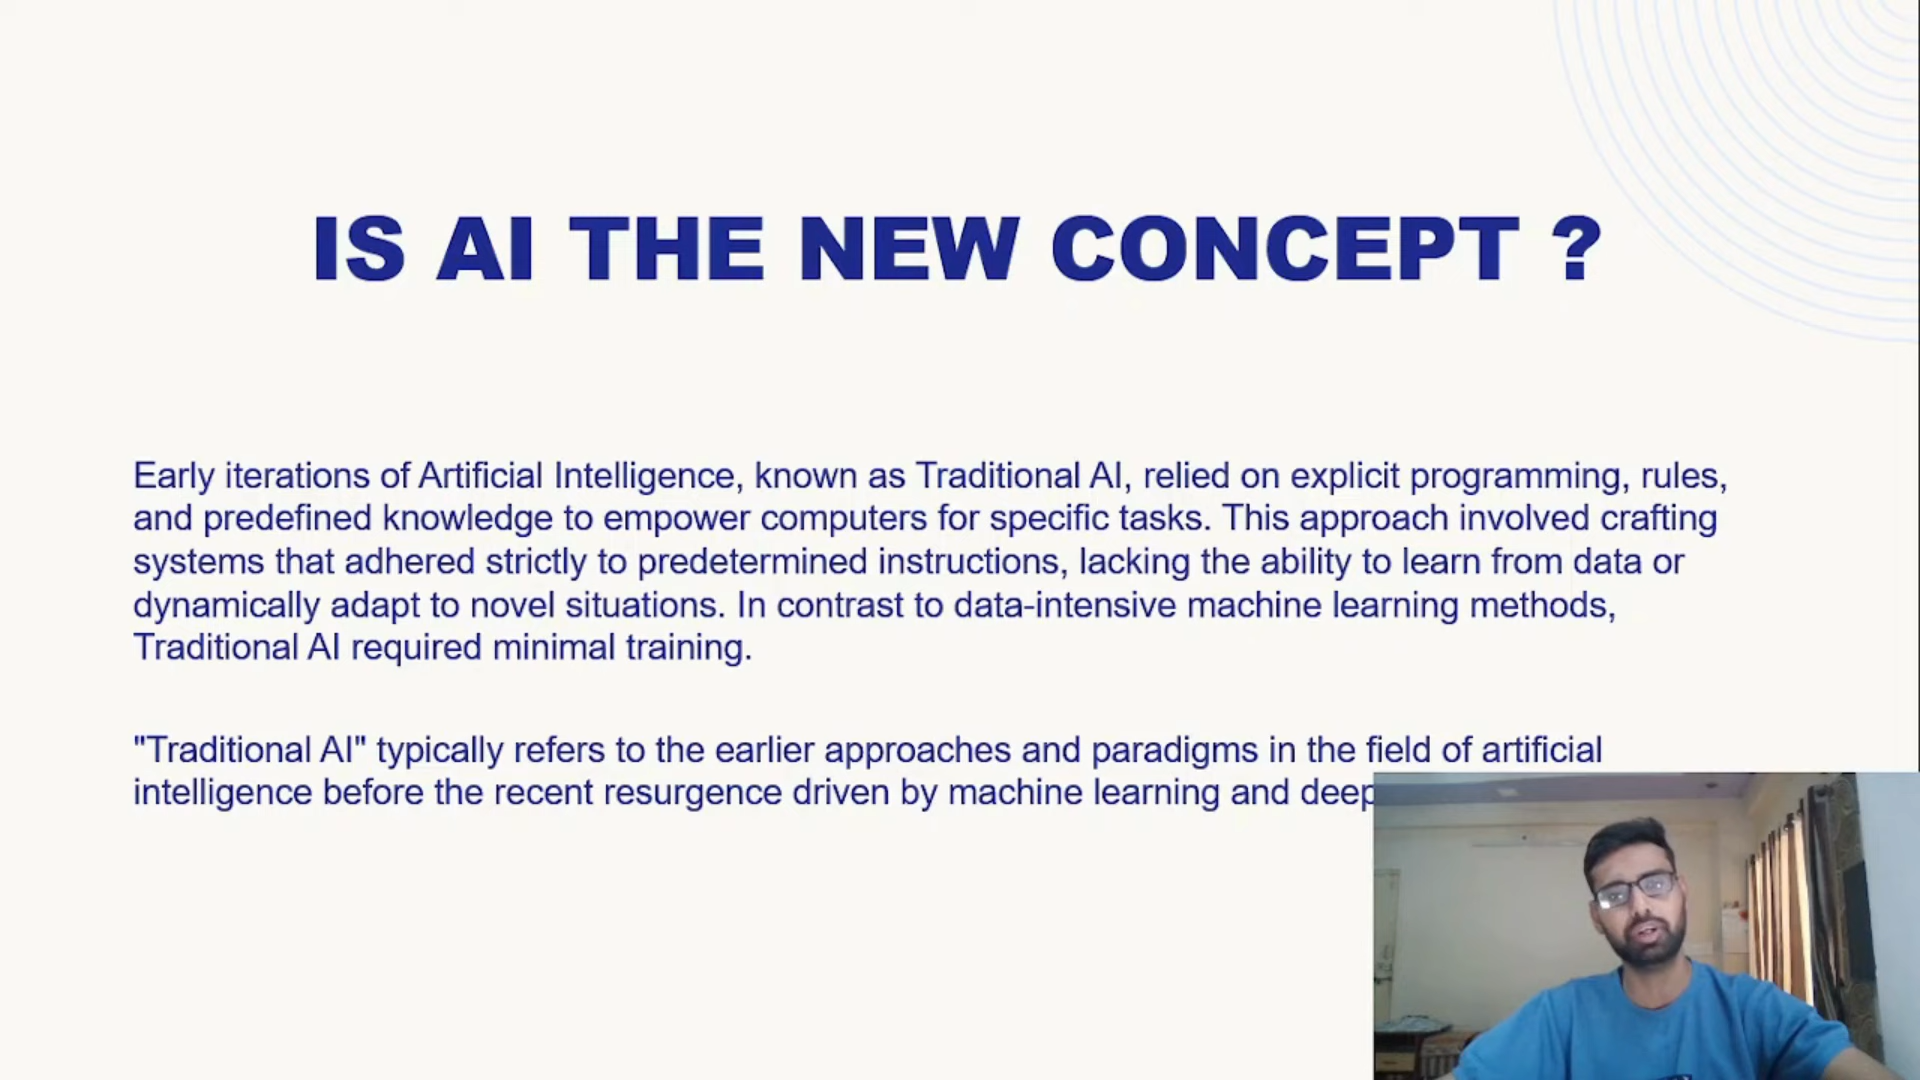 IS AI THE NEW CONCEPT ?
Early iterations of Artificial Intelligence, known as Traditional AI, relied on explicit programming, rules,
and predefined knowledge to empower computers for specific tasks. This approach involved crafting
systems that adhered strictly to predetermined instructions, lacking the ability to learn from data or
dynamically adapt to novel situations. In contrast to data-intensive machine learning methods,
Traditional AI required minimal training.
"Traditional AI" typically refers to the earlier approaches and paradigms in the field of artificial
intelligence before the recent resurgence driven by machine learning and deep